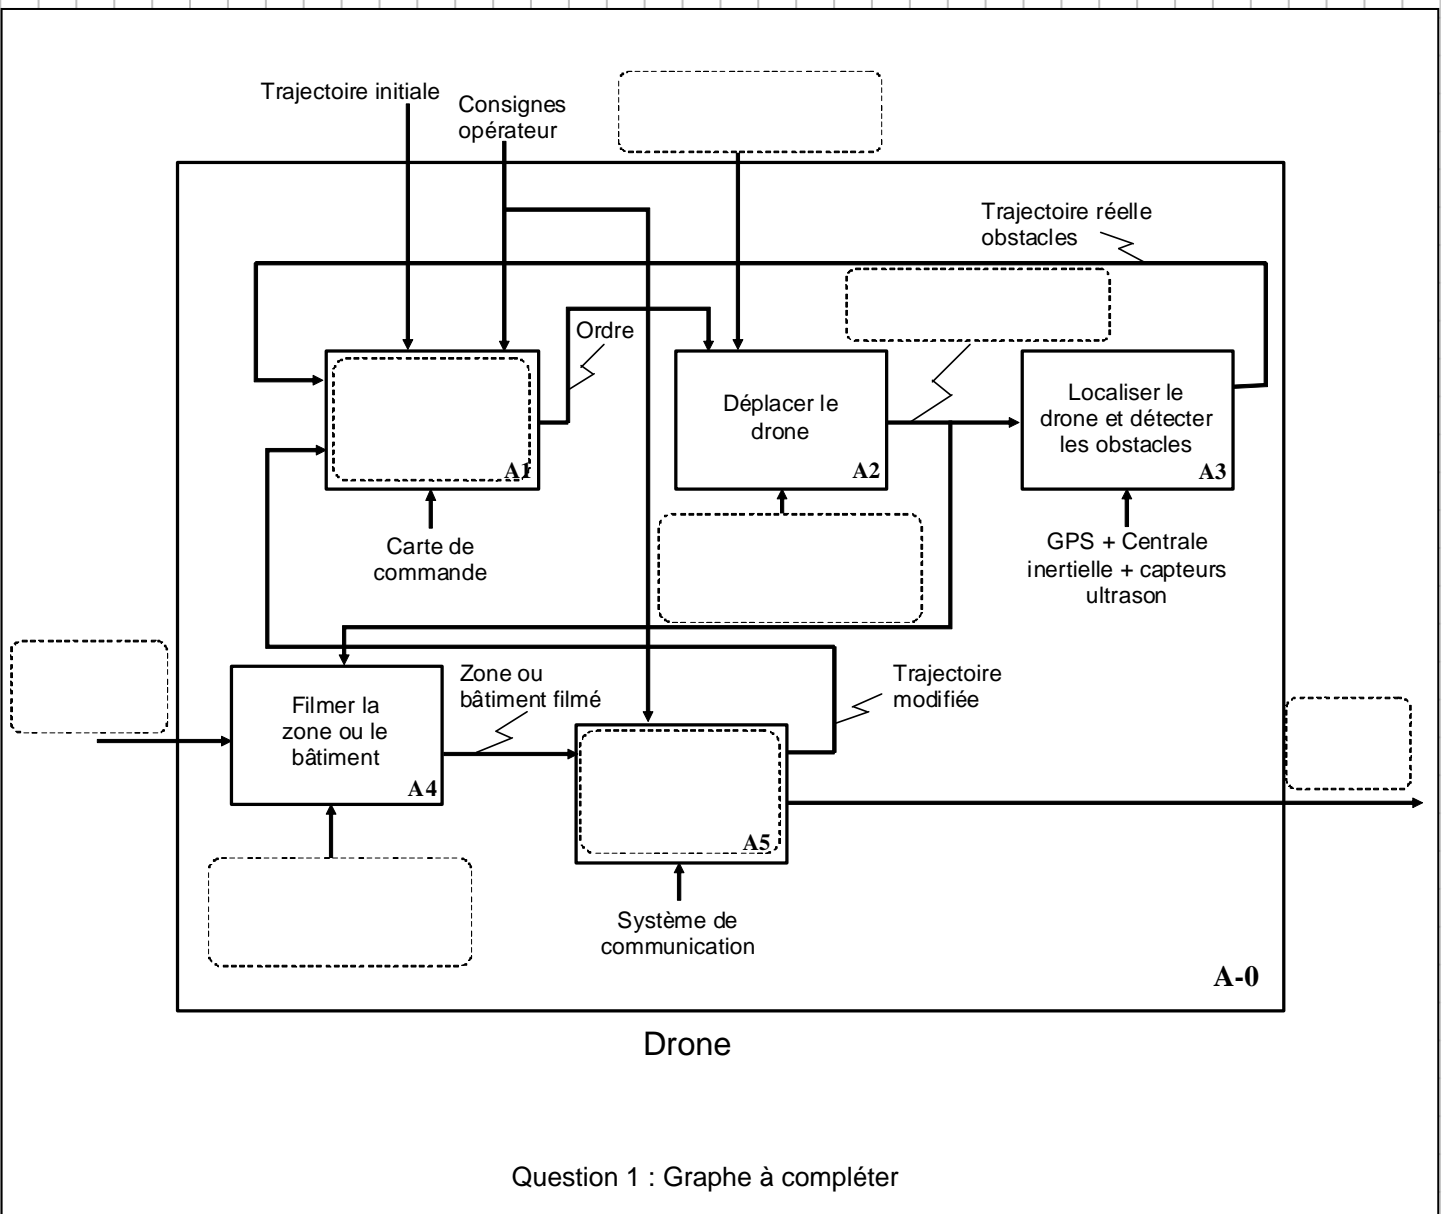 Trajectoire initiale
Consignes
opérateur
Trajectoire réelle
obstacles
Ordre
A1
Déplacer le
drone
A2
Localiser le
drone et détecter
les obstacles
A3
Carte de
commande
GPS + Centrale
inertielle + capteurs
ultrason
Filmer la
zone ou le
bâtiment
A4
Zone ou
bâtiment filmé
Trajectoire
modifiée
A5
Système de
communication
A-0
Drone
Question 1 : Graphe à compléter